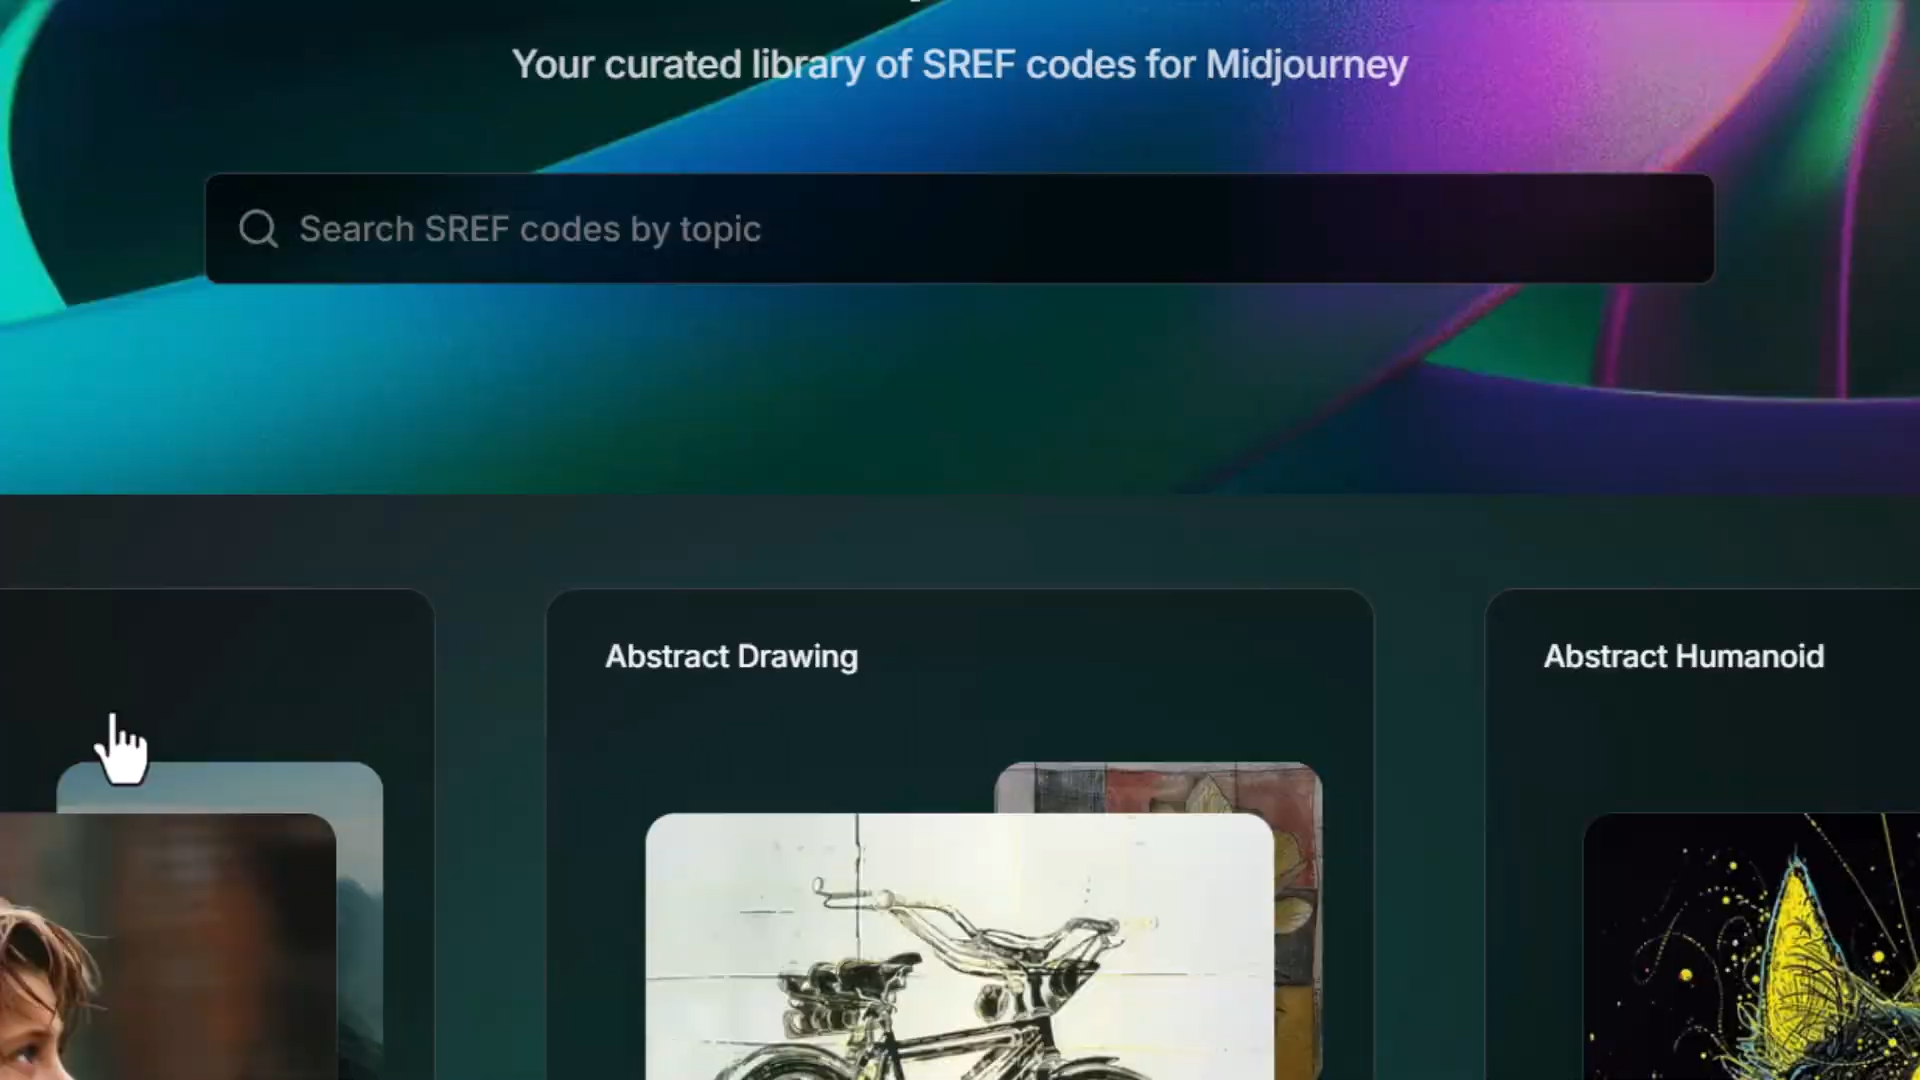 Your curated library of SREF codes for Midjourney
Search SREF codes by topic
Abstract Drawing
Abstract Humanoid